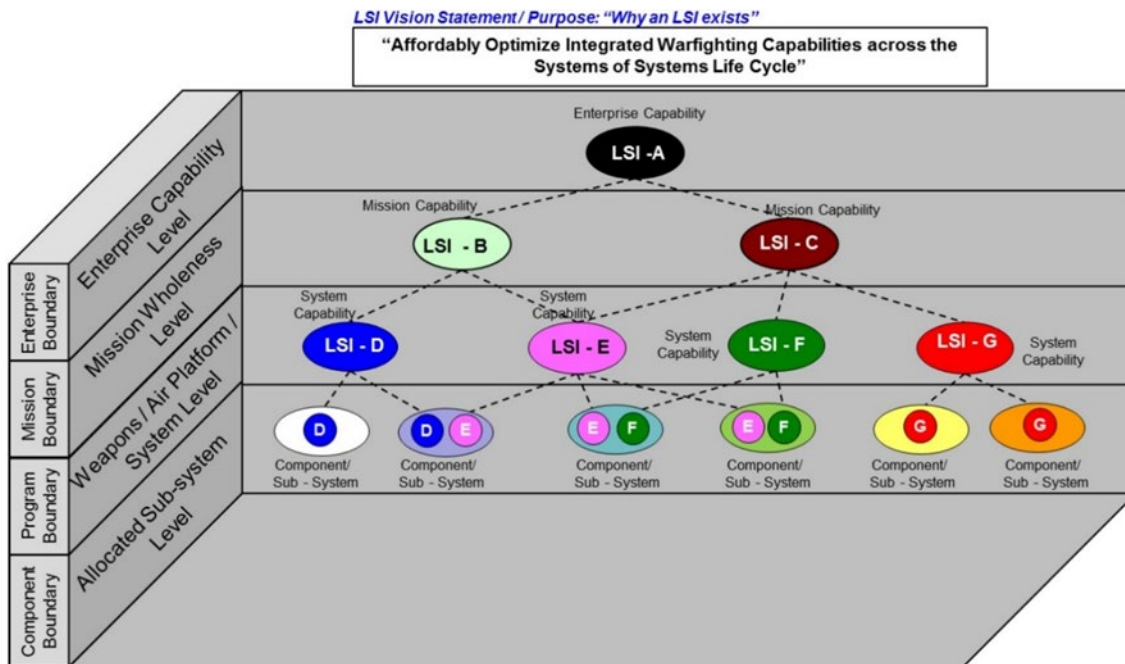 LSI Vision Statement / Purpose: “Why an LSI exists”
“Affordably Optimize Integrated Warfighting Capabilities across the
Systems of Systems Life Cycle”
Enterprise Capability
LSI -A
Mission Capability
Mission Capability
LSI - B
LSI - C
System
Capability
System
Capability
System
Capability
System
Capability
LSI - D
LSI - E
LSI - F
LSI - G
D
D
E
E
F
E
F
G
G
Component/
Sub - System
Component/
Sub - System
Component/
Sub - System
Component/
Sub - System
Component/
Sub - System
Component/
Sub - System
Enterprise Capability
Level
Mission Wholeness
Level
Weapons / Air Platform /
System Level
Allocated Sub-system
Level
Enterprise
Boundary
Mission
Boundary
Program
Boundary
Component
Boundary